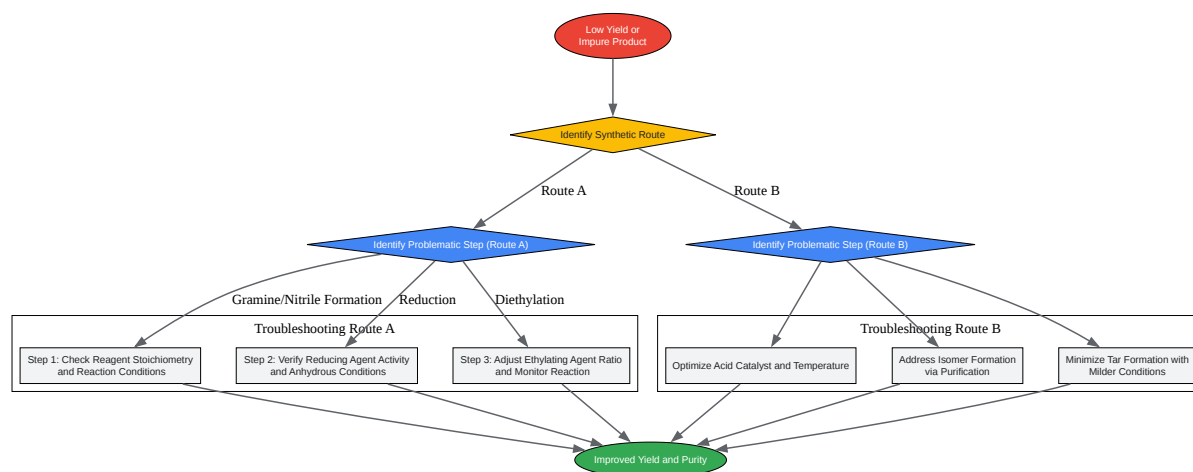 Low Yield or
Impure Product
Identify Synthetic Route
Route A
Route B
Identify Problematic Step (Route A)
Identify Problematic Step (Route B)
Gramine/Nitrile Formation
Reduction
Diethylation
Troubleshooting Route A
Troubleshooting Route B
Step 1: Check Reagent Stoichiometry
and Reaction Conditions
Step 2: Verify Reducing Agent Activity
and Anhydrous Conditions
Step 3: Adjust Ethylating Agent Ratio
and Monitor Reaction
Optimize Acid Catalyst and Temperature
Address Isomer Formation
via Purification
Minimize Tar Formation with
Milder Conditions
Improved Yield and Purity